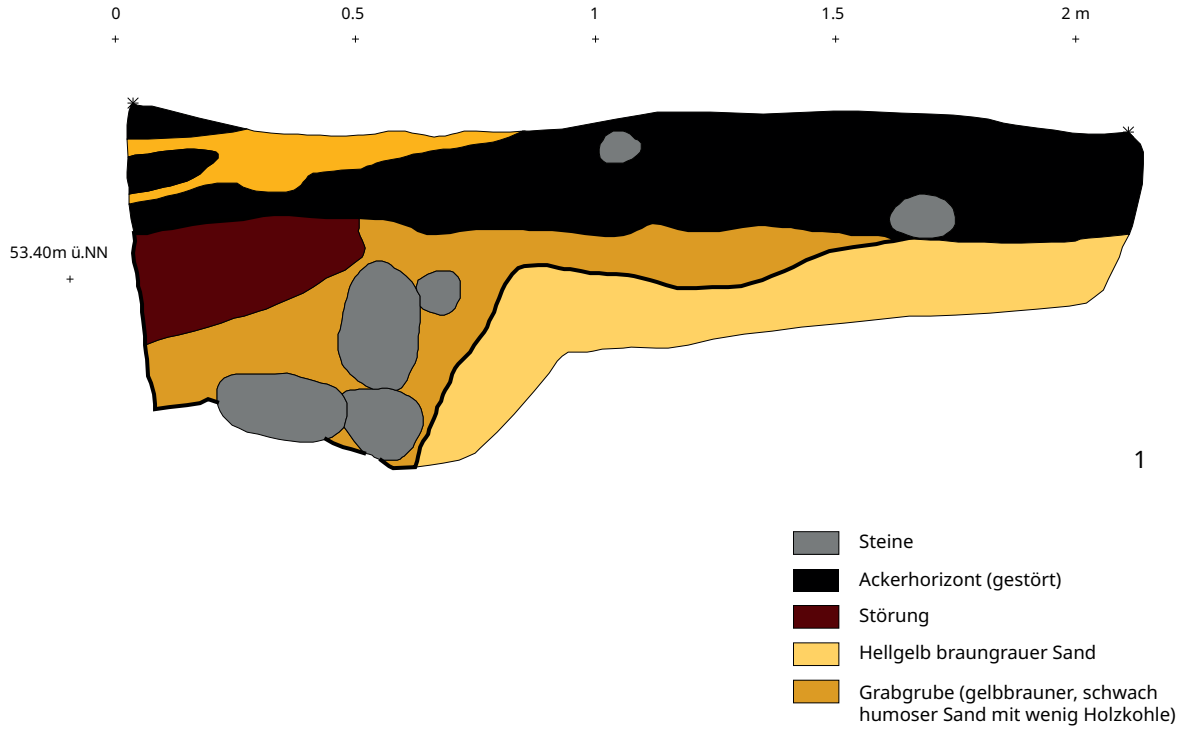 0 0.5 1 1.5 2 m
53.40m ü.NN
1
Steine
Ackerhorizont (gestört)
Störung
Hellgelb braungrauer Sand
Grabgrube (gelbbrauner, schwach
humoser Sand mit wenig Holzkohle)